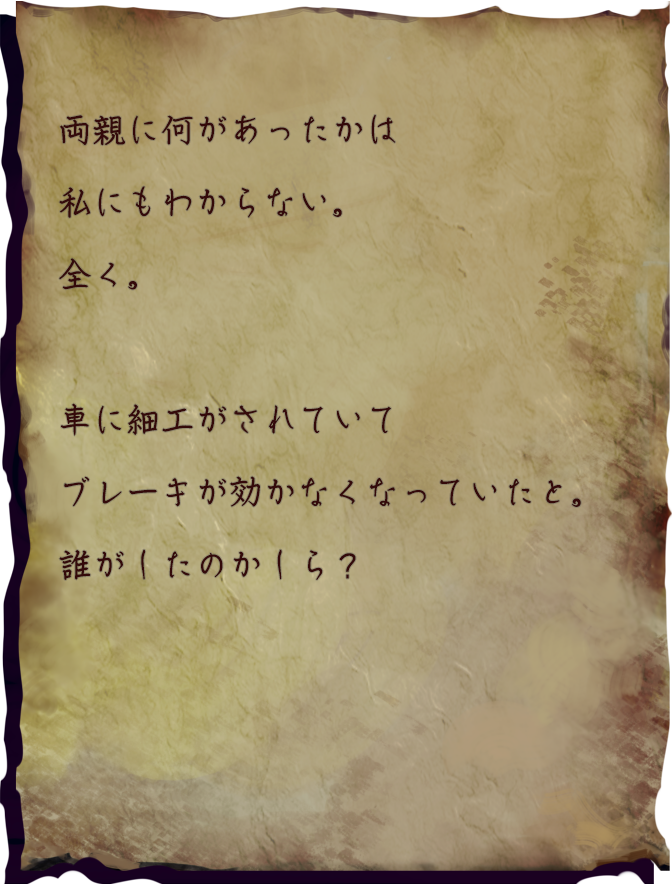 両親に何があったかは
私にもわからない。
全く。
車に細工がされていて
ブレーキが効かなくなっていたと。
誰がしたのかしら？